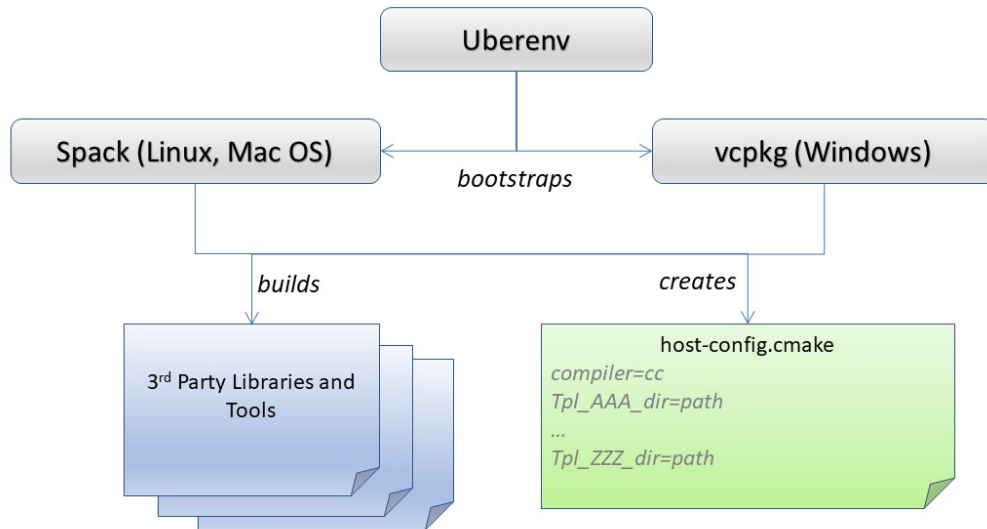 Uberenv
Spack (Linux, Mac OS)
vcpkg (Windows)
bootstraps
builds
creates
3rd Party Libraries and
Tools
host-config.cmake
compiler=cc
Tpl_AAA_dir=path
...
Tpl_ZZZ_dir=path